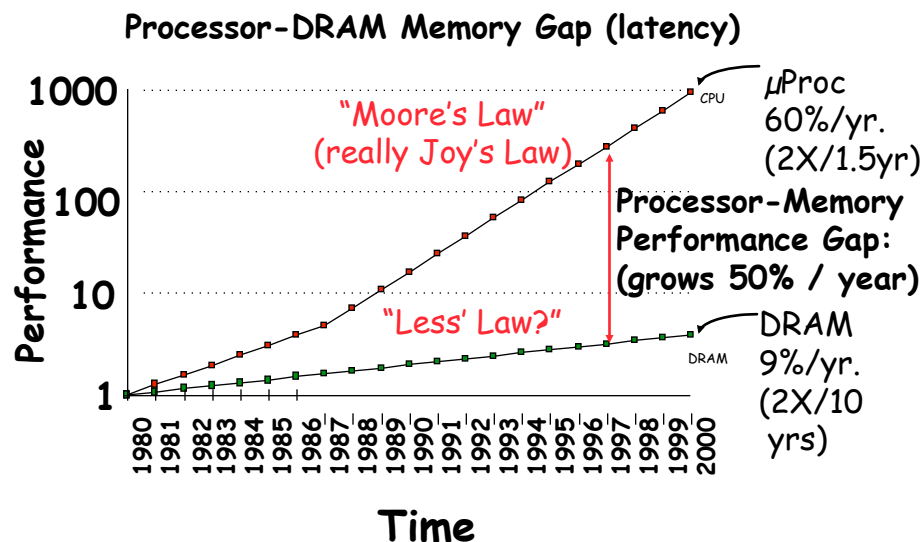 Processor-DRAM Memory Gap (latency)
1000
100
10
1
Performance
CPU
µProc
60%/yr.
(2X/1.5yr)
“Moore’s Law”
(really Joy’s Law)
Processor-Memory
Performance Gap:
(grows 50% / year)
“Less’ Law?”
DRAM
DRAM
9%/yr.
(2X/10
yrs)
1980
1981
1982
1983
1984
1985
1986
1987
1988
1989
1990
1991
1992
1993
1994
1995
1996
1997
1998
1999
2000
Time